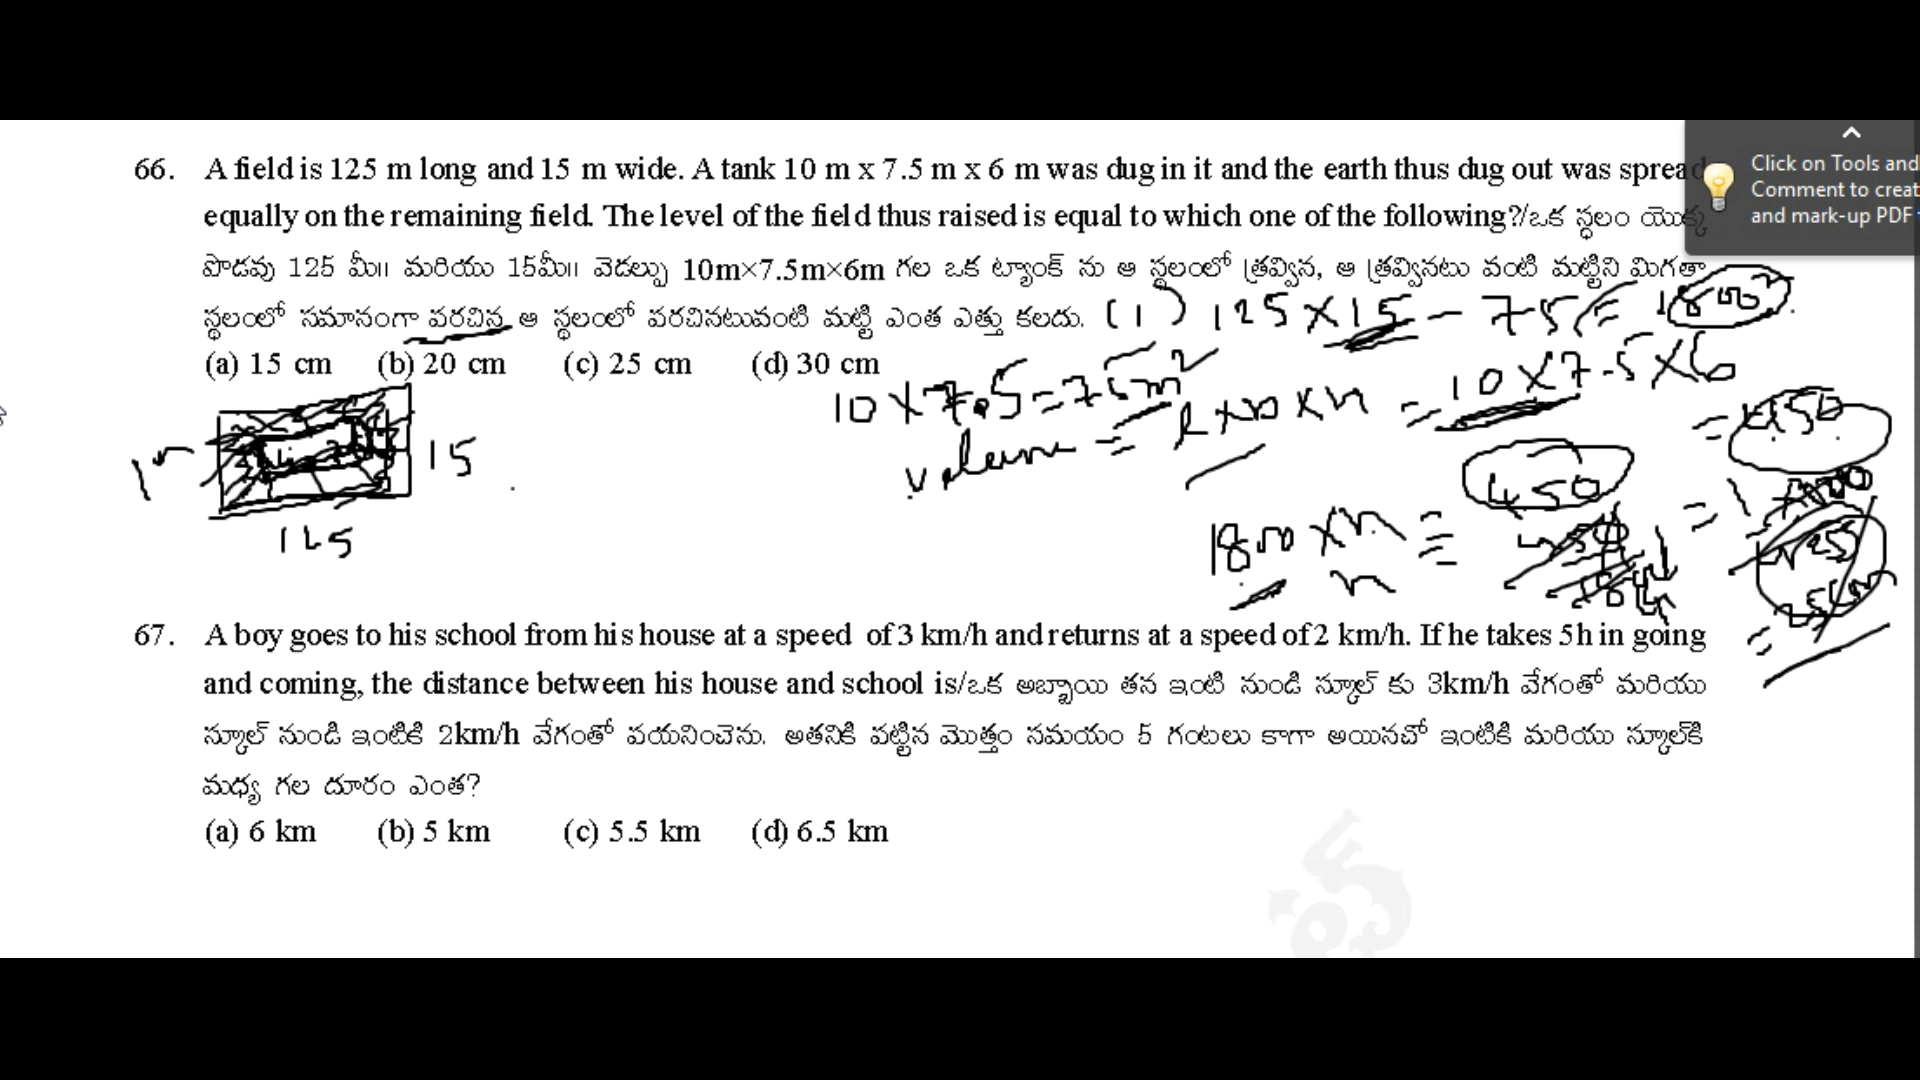 66. A field is 125 m long and 15 m wide. A tank 10 m x 7.5 m x 6 m was dug in it and the earth thus dug out was spread
equally on the remaining field. The level of the field thus raised is equal to which one of the following?/ఒక స్థలం యొక్క
పొడవు 125 మీ॥ మరియు 15మీ॥ వెడల్పు 10m×7.5m×6m గల ఒక ట్యాంక్ ను ఆ స్థలంలో త్రవ్విన, ఆ త్రవ్వినటు వంటి మట్టిని మిగతా
స్థలంలో సమానంగా పరచిన ఆ స్థలంలో పరచినటువంటి మట్టి ఎంత ఎత్తు కలదు. (1) 125×15 - 75 = 1800
(a) 15 cm (b) 20 cm (c) 25 cm (d) 30 cm
10 × 7.5 = 75m²
volume = = 10×7.5×6
= 450
15
125
1800 × h = 450
67. A boy goes to his school from his house at a speed of 3 km/h and returns at a speed of 2 km/h. If he takes 5h in going
and coming, the distance between his house and school is/ఒక అబ్బాయి తన ఇంటి నుండి స్కూల్ కు 3km/h వేగంతో మరియు
స్కూల్ నుండి ఇంటికి 2km/h వేగంతో పయనించెను. అతనికి పట్టిన మొత్తం సమయం 5 గంటలు కాగా అయినచో ఇంటికి మరియు స్కూల్‌కి
మధ్య గల దూరం ఎంత?
(a) 6 km (b) 5 km (c) 5.5 km (d) 6.5 km
Click on Tools and
Comment to creat
and mark-up PDF